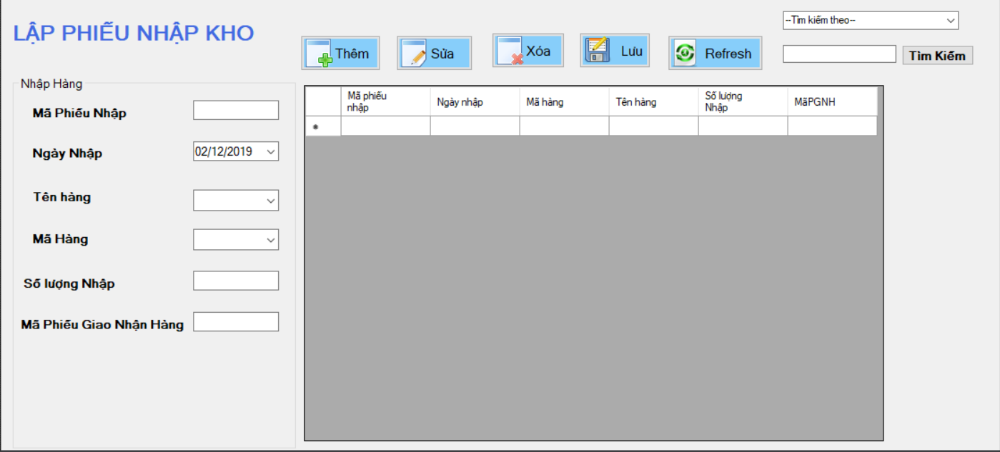 LẬP PHIẾU NHẬP KHO
Thêm
Sửa
Xóa
Lưu
Refresh
--Tìm kiếm theo--
Tìm Kiếm
Nhập Hàng
Mã Phiếu Nhập
Ngày Nhập
02/12/2019
Tên hàng
Mã Hàng
Số lượng Nhập
Mã Phiếu Giao Nhận Hàng
Mã phiếu
nhập
Ngày nhập
Mã hàng
Tên hàng
Số lượng
Nhập
MãPGNH
*